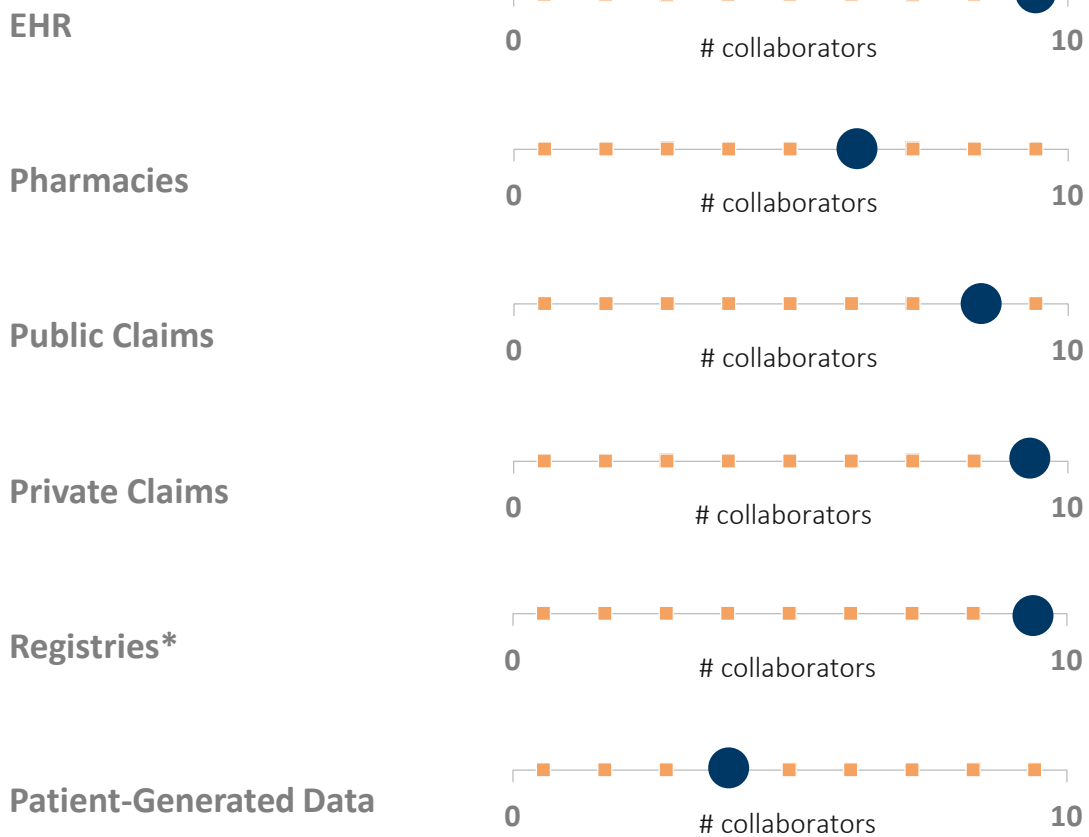 EHR
0 # collaborators 10
Pharmacies
0 # collaborators 10
Public Claims
0 # collaborators 10
Private Claims
0 # collaborators 10
Registries*
0 # collaborators 10
Patient-Generated Data
0 # collaborators 10